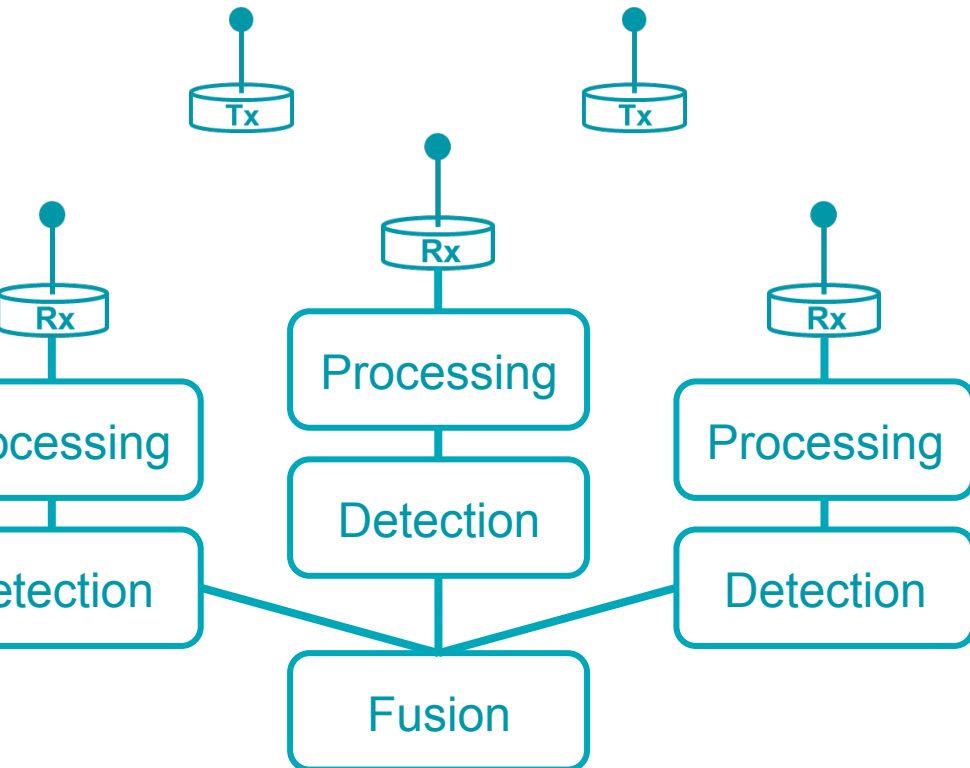 Tx
Tx
Rx
Rx
Rx
Processing
ocessing
Processing
Detection
etection
Detection
Fusion